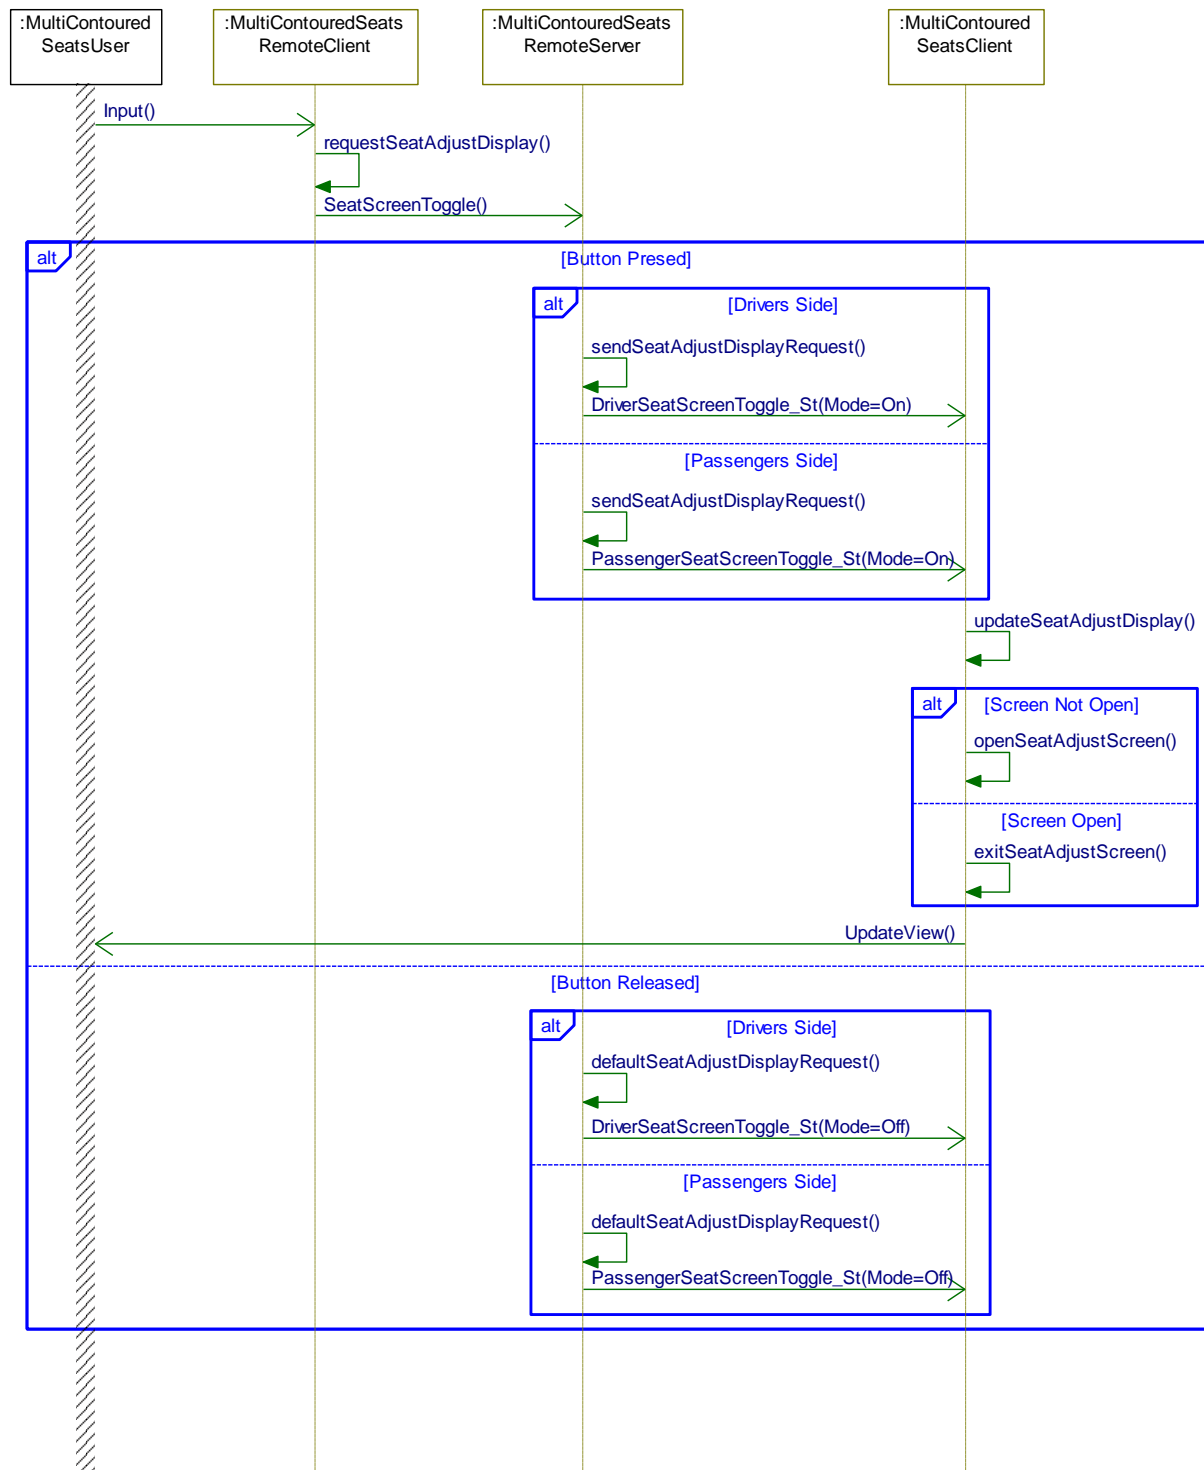 :MultiContoured
SeatsUser
:MultiContouredSeats
RemoteClient
:MultiContouredSeats
RemoteServer
:MultiContoured
SeatsClient
Input()
requestSeatAdjustDisplay()
SeatScreenToggle()
alt
[Button Presed]
alt
[Drivers Side]
sendSeatAdjustDisplayRequest()
DriverSeatScreenToggle_St(Mode=On)
[Passengers Side]
sendSeatAdjustDisplayRequest()
PassengerSeatScreenToggle_St(Mode=On)
updateSeatAdjustDisplay()
alt
[Screen Not Open]
openSeatAdjustScreen()
[Screen Open]
exitSeatAdjustScreen()
UpdateView()
[Button Released]
alt
[Drivers Side]
defaultSeatAdjustDisplayRequest()
DriverSeatScreenToggle_St(Mode=Off)
[Passengers Side]
defaultSeatAdjustDisplayRequest()
PassengerSeatScreenToggle_St(Mode=Off)